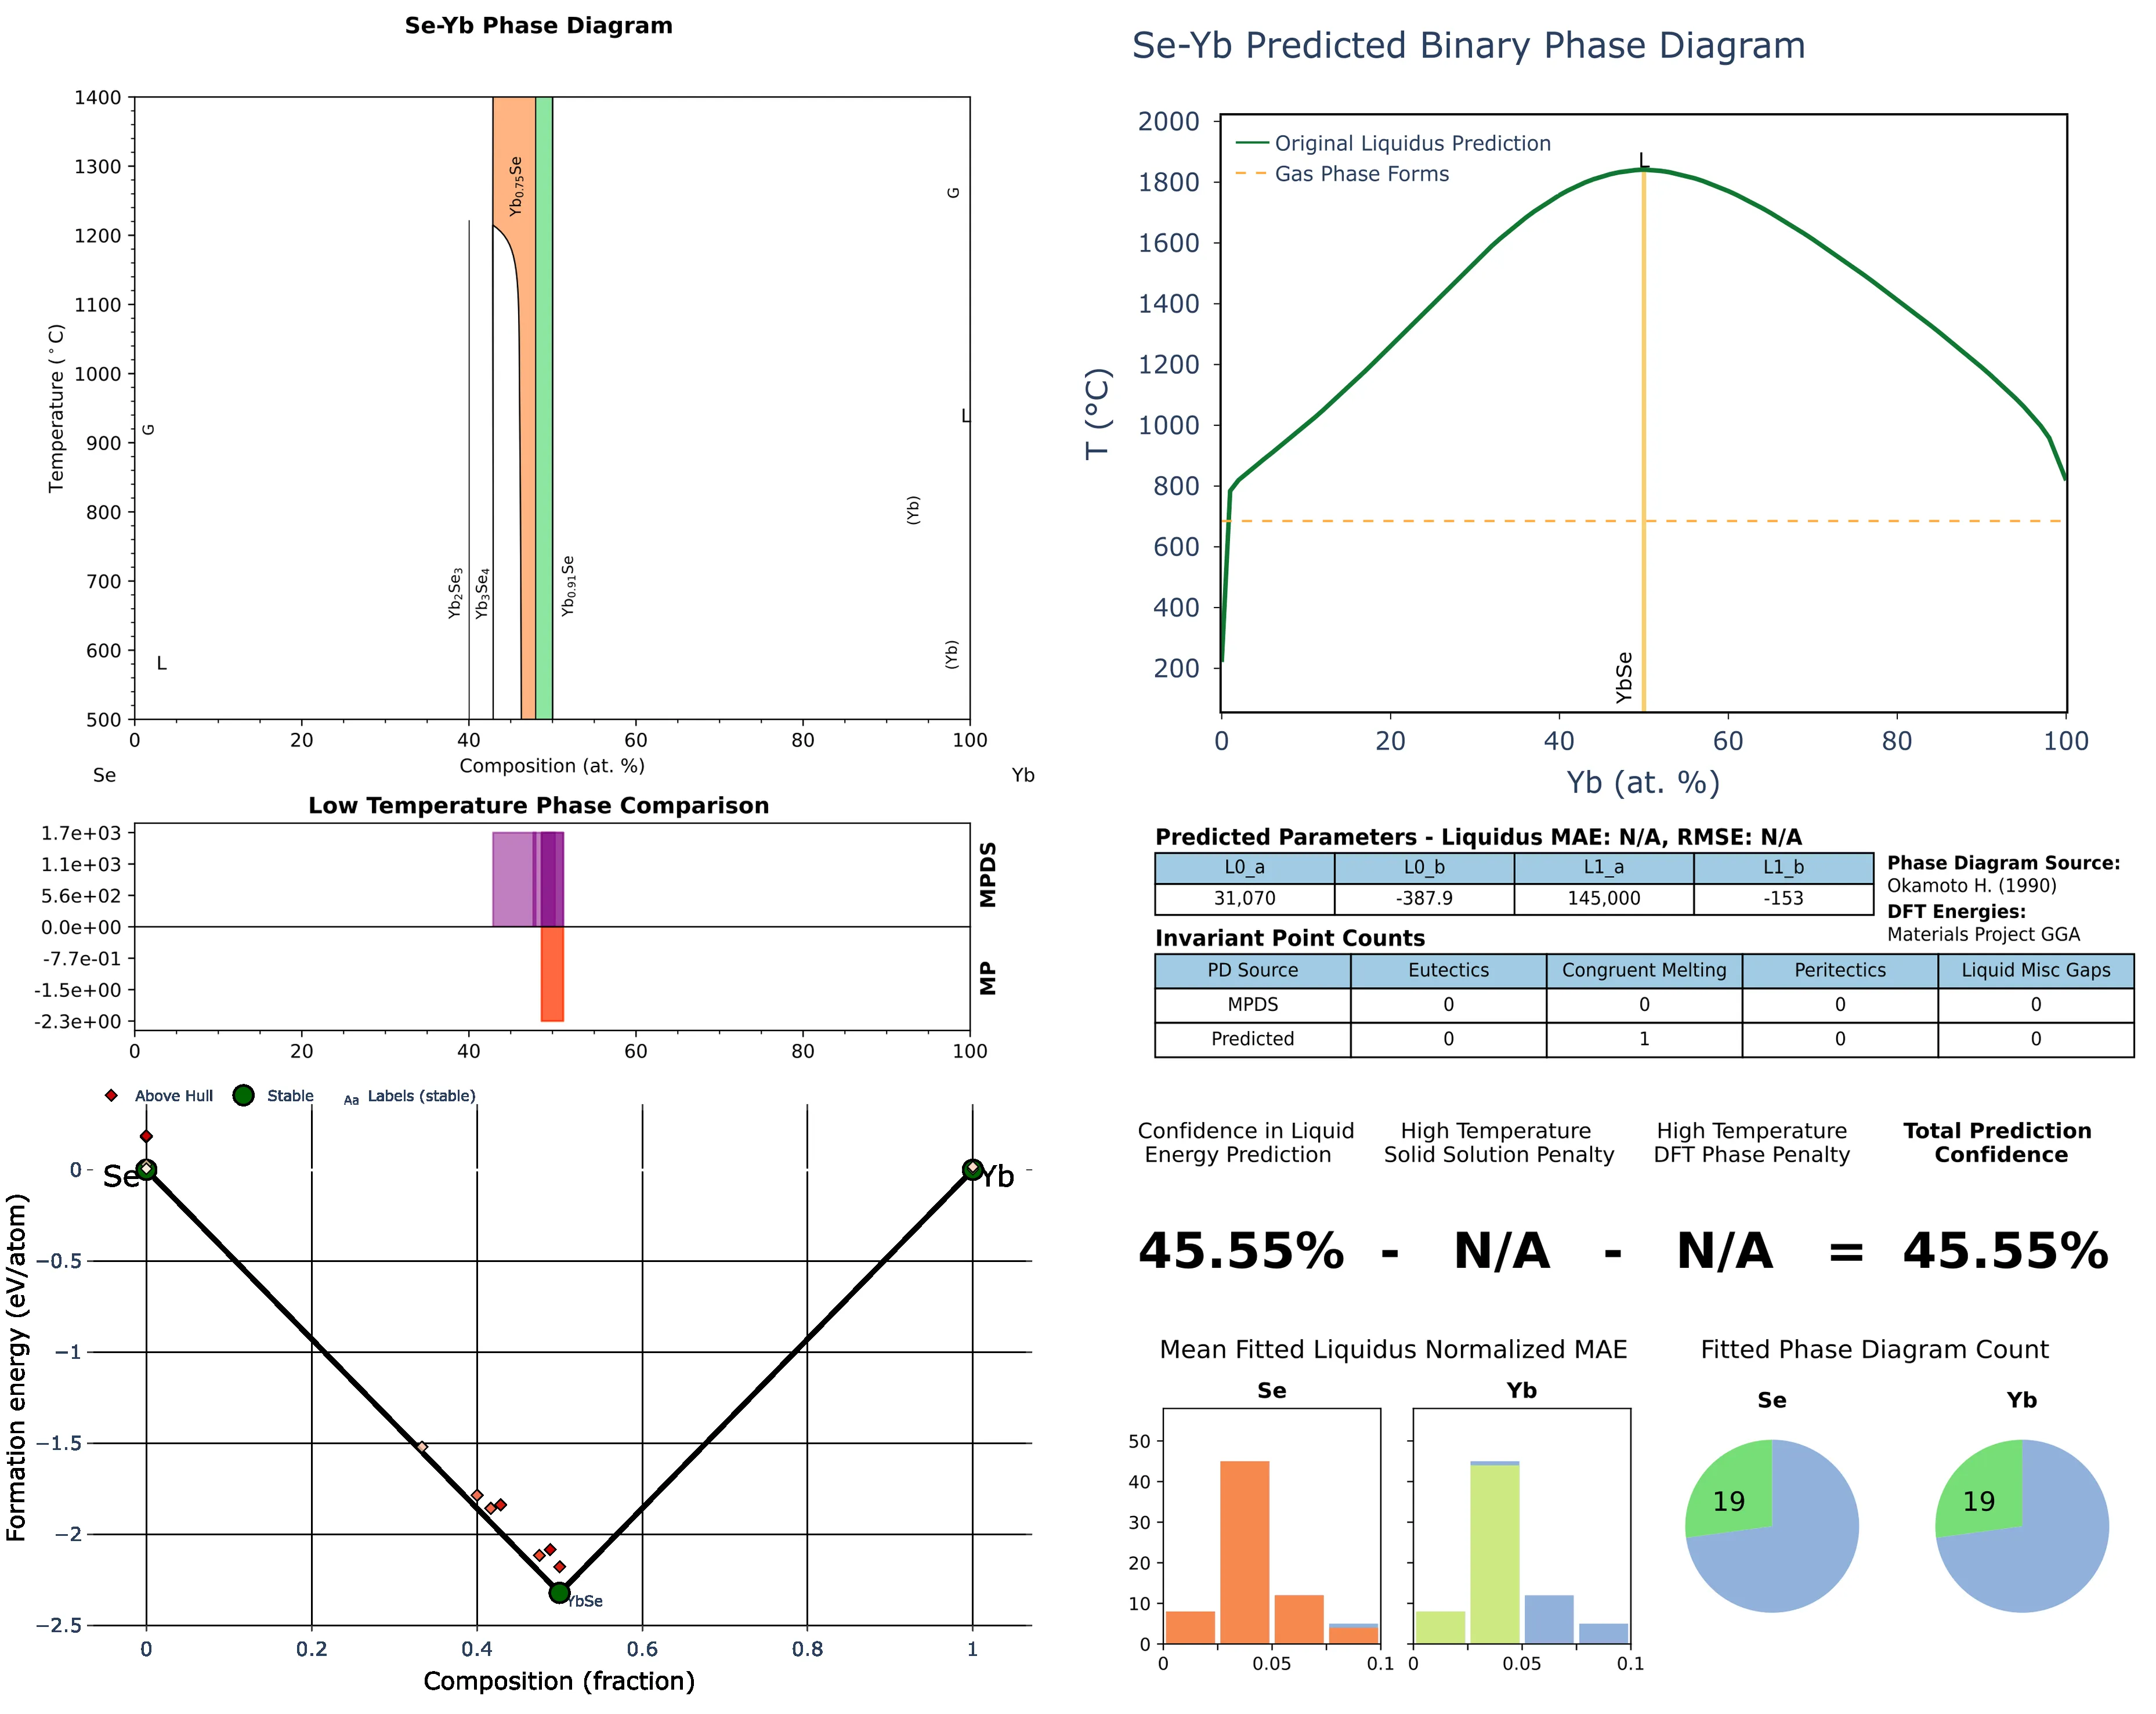 Se-Yb Phase Diagram
1400
1300
1200
1100
1000
900
800
700
600
500
Temperature (°C)
Yb0.75Se
Yb2Se3
Yb3Se4
Yb0.91Se
G
L
G
L
(Yb)
(Yb)
0 20 40 60 80 100
Se Composition (at. %) Yb
Low Temperature Phase Comparison
1.7e+03
1.1e+03
5.6e+02
0.0e+00
-7.7e-01
-1.5e+00
-2.3e+00
MPDS
MP
0 20 40 60 80 100
Above Hull Stable Aa Labels (stable)
Se
Yb
YbSe
0
−0.5
−1
−1.5
−2
−2.5
Formation energy (eV/atom)
0 0.2 0.4 0.6 0.8 1
Composition (fraction)
Se-Yb Predicted Binary Phase Diagram
Original Liquidus Prediction
Gas Phase Forms
L
YbSe
2000
1800
1600
1400
1200
1000
800
600
400
200
T (°C)
0 20 40 60 80 100
Yb (at. %)
Predicted Parameters - Liquidus MAE: N/A, RMSE: N/A
L0_a L0_b L1_a L1_b
31,070 -387.9 145,000 -153
Phase Diagram Source:
Okamoto H. (1990)
DFT Energies:
Materials Project GGA
Invariant Point Counts
PD Source Eutectics Congruent Melting Peritectics Liquid Misc Gaps
MPDS 0 0 0 0
Predicted 0 1 0 0
Confidence in Liquid
Energy Prediction
High Temperature
Solid Solution Penalty
High Temperature
DFT Phase Penalty
Total Prediction
Confidence
45.55% - N/A - N/A = 45.55%
Mean Fitted Liquidus Normalized MAE
Se Yb
50
40
30
20
10
0
0 0.05 0.1 0 0.05 0.1
Fitted Phase Diagram Count
Se Yb
19 19